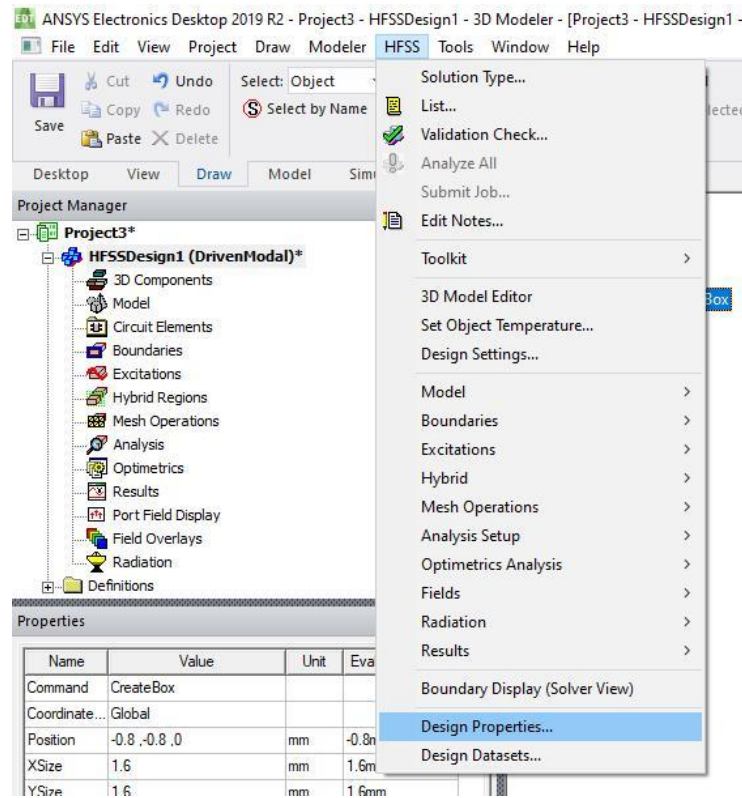 EDT ANSYS Electronics Desktop 2019 R2 - Project3 - HFSSDesign1 - 3D Modeler - [Project3 - HFSSDesign1 -
File Edit View Project Draw Modeler HFSS Tools Window Help
Save
Cut Undo Select: Object
Copy Redo Select by Name
Paste Delete
Desktop View Draw Model
Project Manager
Project3*
HFSSDesign1 (DrivenModal)*
3D Components
Model
Circuit Elements
Boundaries
Excitations
Hybrid Regions
Mesh Operations
Analysis
Optimetrics
Results
Port Field Display
Field Overlays
Radiation
Definitions
Solution Type...
List...
Validation Check...
Analyze All
Submit Job...
Edit Notes...
Toolkit
3D Model Editor
Set Object Temperature...
Design Settings...
Model
Boundaries
Excitations
Hybrid
Mesh Operations
Analysis Setup
Optimetrics Analysis
Fields
Radiation
Results
Boundary Display (Solver View)
Design Properties...
Design Datasets...
Box
Properties
Name Value Unit
Command CreateBox
Coordinate... Global
Position -0.8 ,-0.8 ,0 mm
XSize 1.6 mm
YSize 1.6 mm 1.6mm